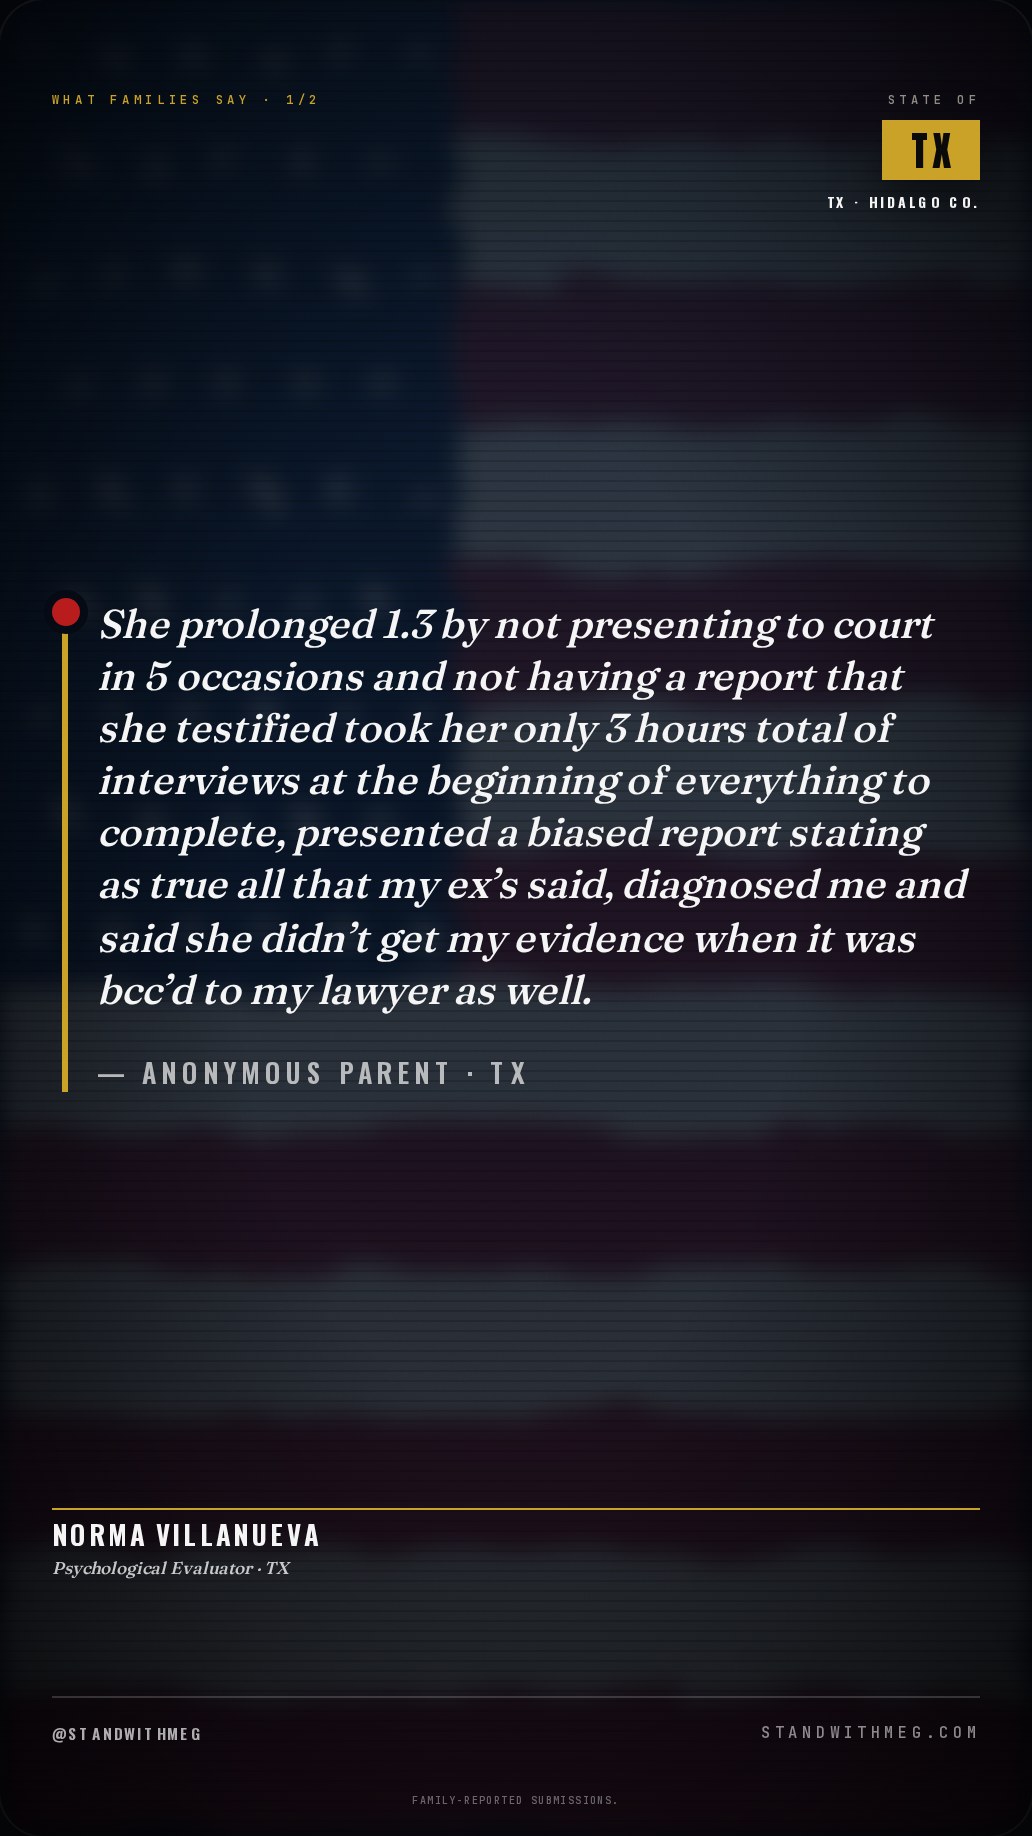 WHAT FAMILIES SAY · 1/2
STATE OF
TX
TX · HIDALGO CO.
She prolonged 1.3 by not presenting to court
in 5 occasions and not having a report that
she testified took her only 3 hours total of
interviews at the beginning of everything to
complete, presented a biased report stating
as true all that my ex’s said, diagnosed me and
said she didn’t get my evidence when it was
bcc’d to my lawyer as well.
— ANONYMOUS PARENT · TX
NORMA VILLANUEVA
Psychological Evaluator · TX
@STANDWITHMEG
STANDWITHMEG.COM
FAMILY-REPORTED SUBMISSIONS.